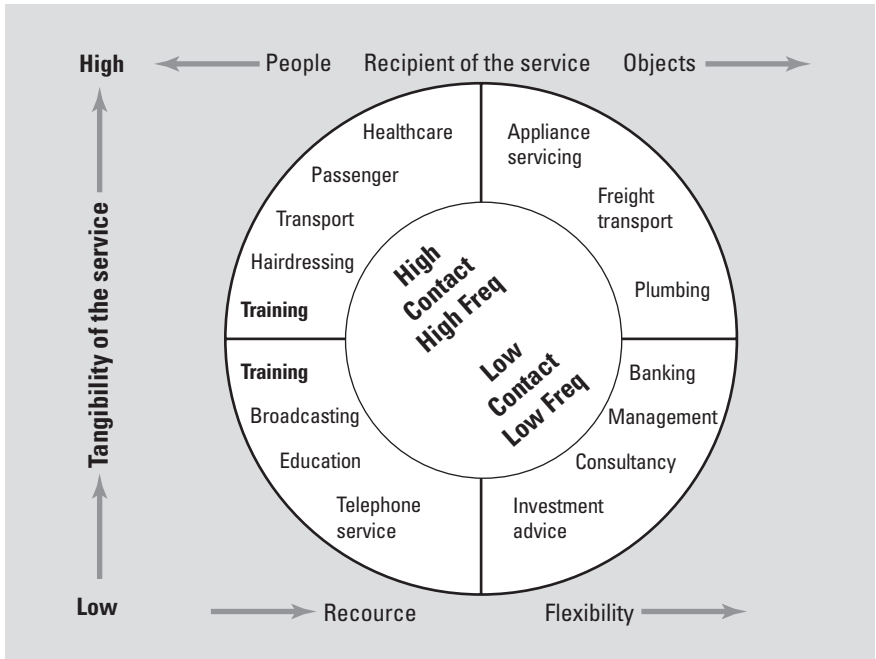 High
People
Recipient of the service
Objects
Tangibility of the service
Healthcare
Passenger
Transport
Hairdressing
Training
Appliance
servicing
Freight
transport
Plumbing
High
Contact
High Freq
Low
Contact
Low Freq
Training
Broadcasting
Education
Telephone
service
Banking
Management
Consultancy
Investment
advice
Low
Recource
Flexibility